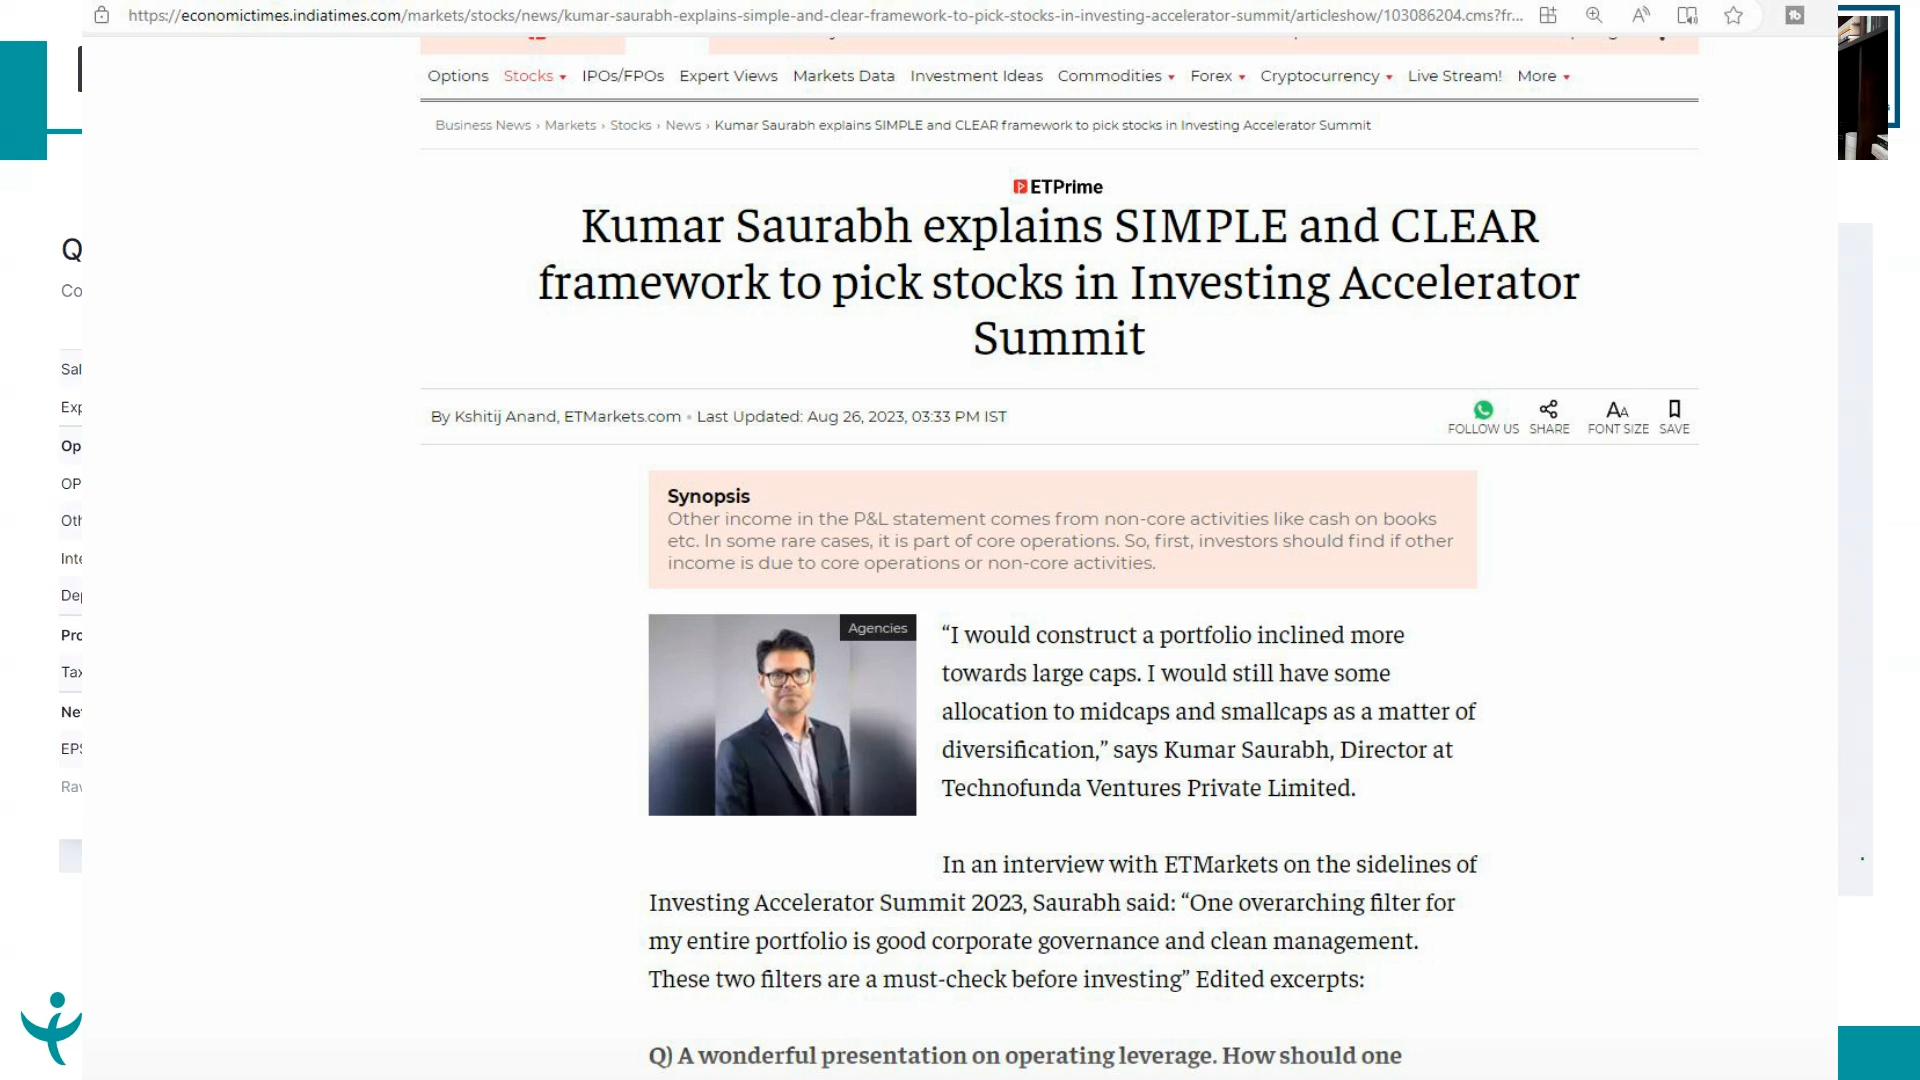 https://economictimes.indiatimes.com/markets/stocks/news/kumar-saurabh-explains-simple-and-clear-framework-to-pick-stocks-in-investing-accelerator-summit/articleshow/103086204.cms?fr...
Options Stocks IPOs/FPOs Expert Views Markets Data Investment Ideas Commodities Forex Cryptocurrency Live Stream! More
Business News › Markets › Stocks › News › Kumar Saurabh explains SIMPLE and CLEAR framework to pick stocks in Investing Accelerator Summit
ETPrime
Kumar Saurabh explains SIMPLE and CLEAR
framework to pick stocks in Investing Accelerator
Summit
By Kshitij Anand, ETMarkets.com • Last Updated: Aug 26, 2023, 03:33 PM IST
FOLLOW US SHARE FONT SIZE SAVE
Synopsis
Other income in the P&L statement comes from non-core activities like cash on books
etc. In some rare cases, it is part of core operations. So, first, investors should find if other
income is due to core operations or non-core activities.
Agencies
“I would construct a portfolio inclined more
towards large caps. I would still have some
allocation to midcaps and smallcaps as a matter of
diversification,” says Kumar Saurabh, Director at
Technofunda Ventures Private Limited.
In an interview with ETMarkets on the sidelines of
Investing Accelerator Summit 2023, Saurabh said: “One overarching filter for
my entire portfolio is good corporate governance and clean management.
These two filters are a must-check before investing” Edited excerpts:
Q) A wonderful presentation on operating leverage. How should one
Q
Co
Sal
Exp
Op
OP
Oth
Inte
Dep
Pro
Tax
Net
EPS
Raw